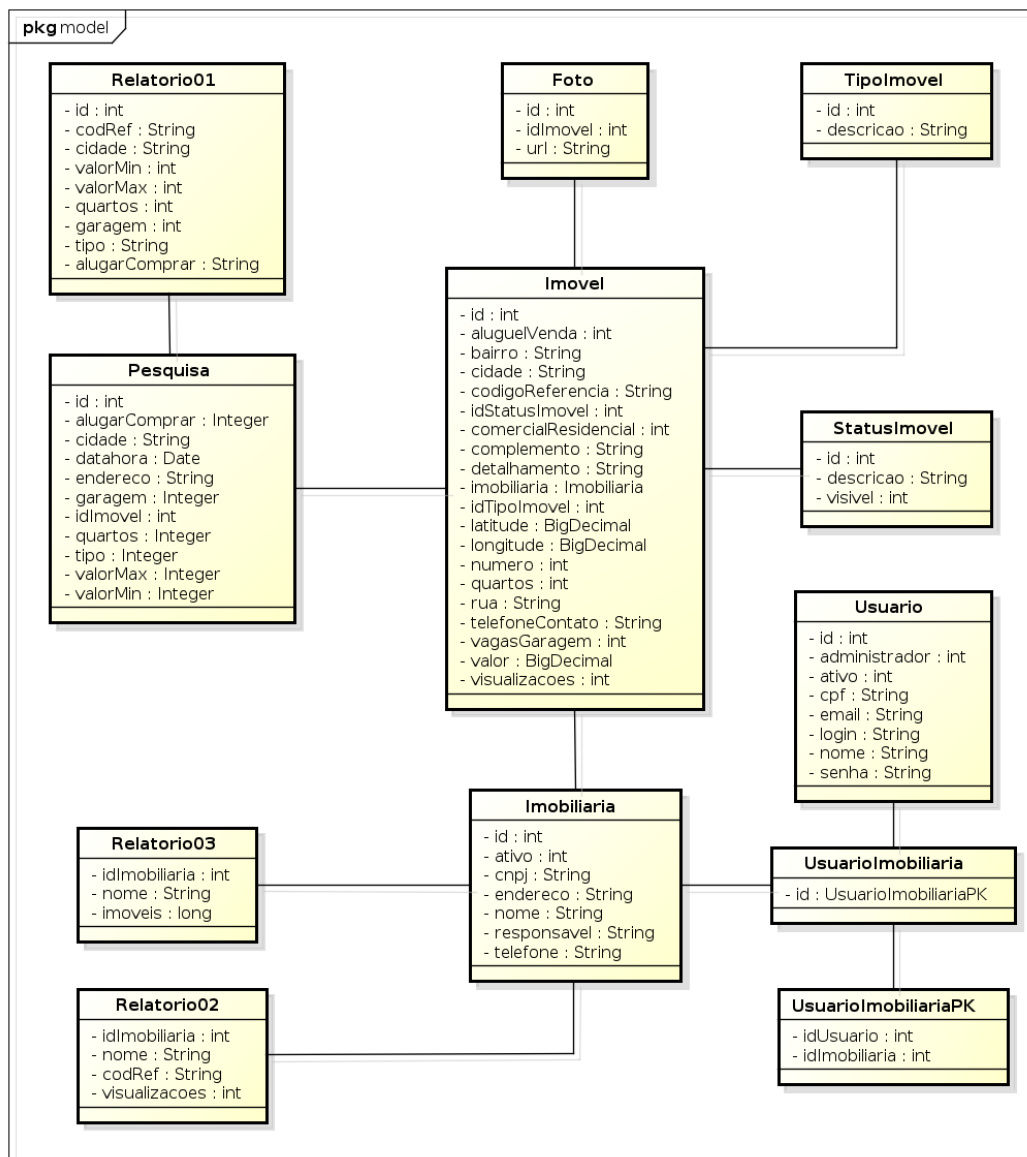 pkg model
Relatorio01
- id : int
- codRef : String
- cidade : String
- valorMin : int
- valorMax : int
- quartos : int
- garagem : int
- tipo : String
- alugarComprar : String
Foto
- id : int
- idImovel : int
- url : String
TipoImovel
- id : int
- descricao : String
Imovel
- id : int
- aluguelVenda : int
- bairro : String
- cidade : String
- codigoReferencia : String
- idStatusImovel : int
- comercialResidencial : int
- complemento : String
- detalhamento : String
- imobiliaria : Imobiliaria
- idTipoImovel : int
- latitude : BigDecimal
- longitude : BigDecimal
- numero : int
- quartos : int
- rua : String
- telefoneContato : String
- vagasGaragem : int
- valor : BigDecimal
- visualizacoes : int
Pesquisa
- id : int
- alugarComprar : Integer
- cidade : String
- datahora : Date
- endereco : String
- garagem : Integer
- idImovel : int
- quartos : Integer
- tipo : Integer
- valorMax : Integer
- valorMin : Integer
StatusImovel
- id : int
- descricao : String
- visivel : int
Usuario
- id : int
- administrador : int
- ativo : int
- cpf : String
- email : String
- login : String
- nome : String
- senha : String
Imobiliaria
- id : int
- ativo : int
- cnpj : String
- endereco : String
- nome : String
- responsavel : String
- telefone : String
Relatorio03
- idImobiliaria : int
- nome : String
- imoveis : long
UsuarioImobiliaria
- id : UsuarioImobiliariaPK
Relatorio02
- idImobiliaria : int
- nome : String
- codRef : String
- visualizacoes : int
UsuarioImobiliariaPK
- idUsuario : int
- idImobiliaria : int